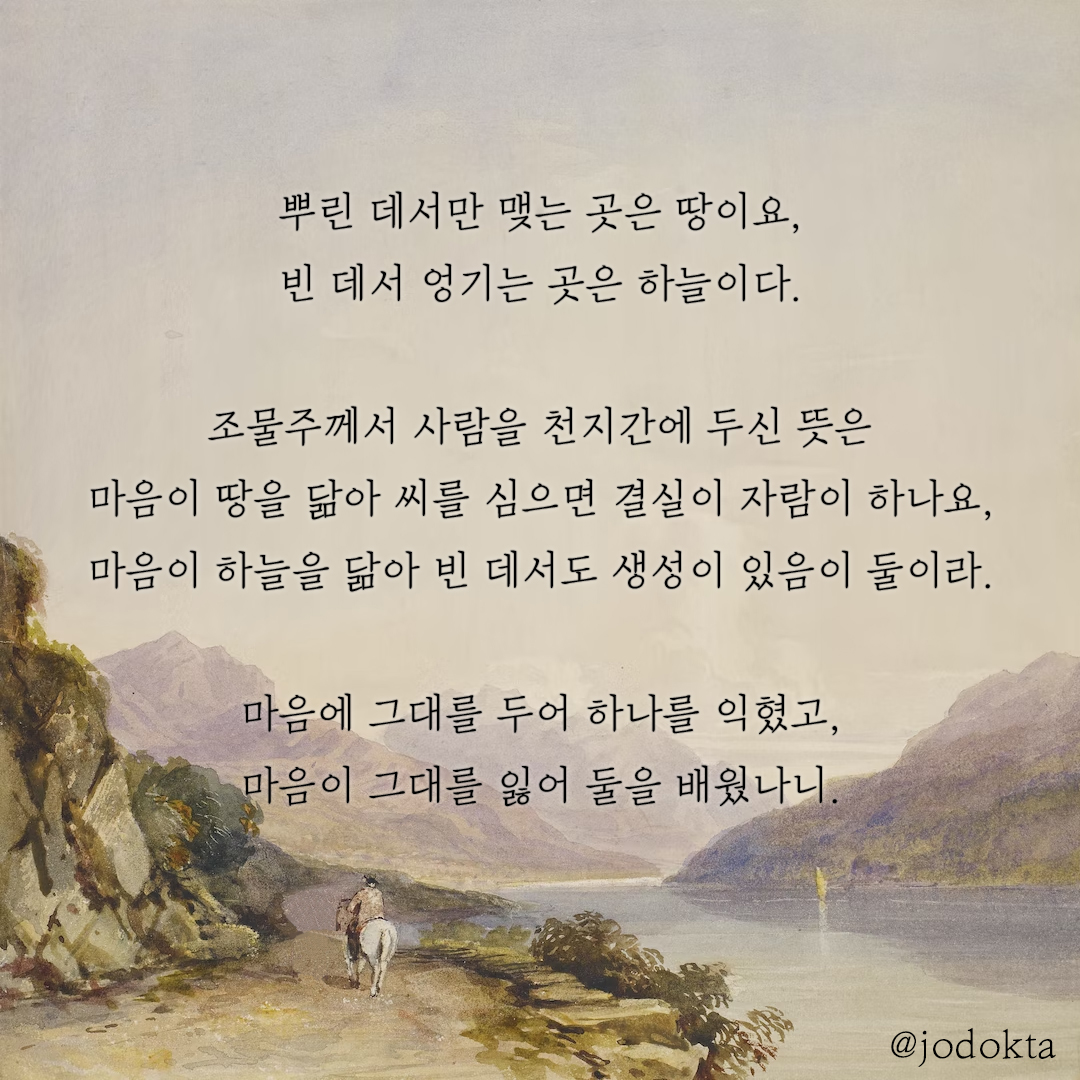 뿌린 데서만 맺는 곳은 땅이요,
빈 데서 엉기는 곳은 하늘이다.
조물주께서 사람을 천지간에 두신 뜻은
마음이 땅을 닮아 씨를 심으면 결실이 자람이 하나요,
마음이 하늘을 닮아 빈 데서도 생성이 있음이 둘이라.
마음에 그대를 두어 하나를 익혔고,
마음이 그대를 잃어 둘을 배웠나니.
@jodokta